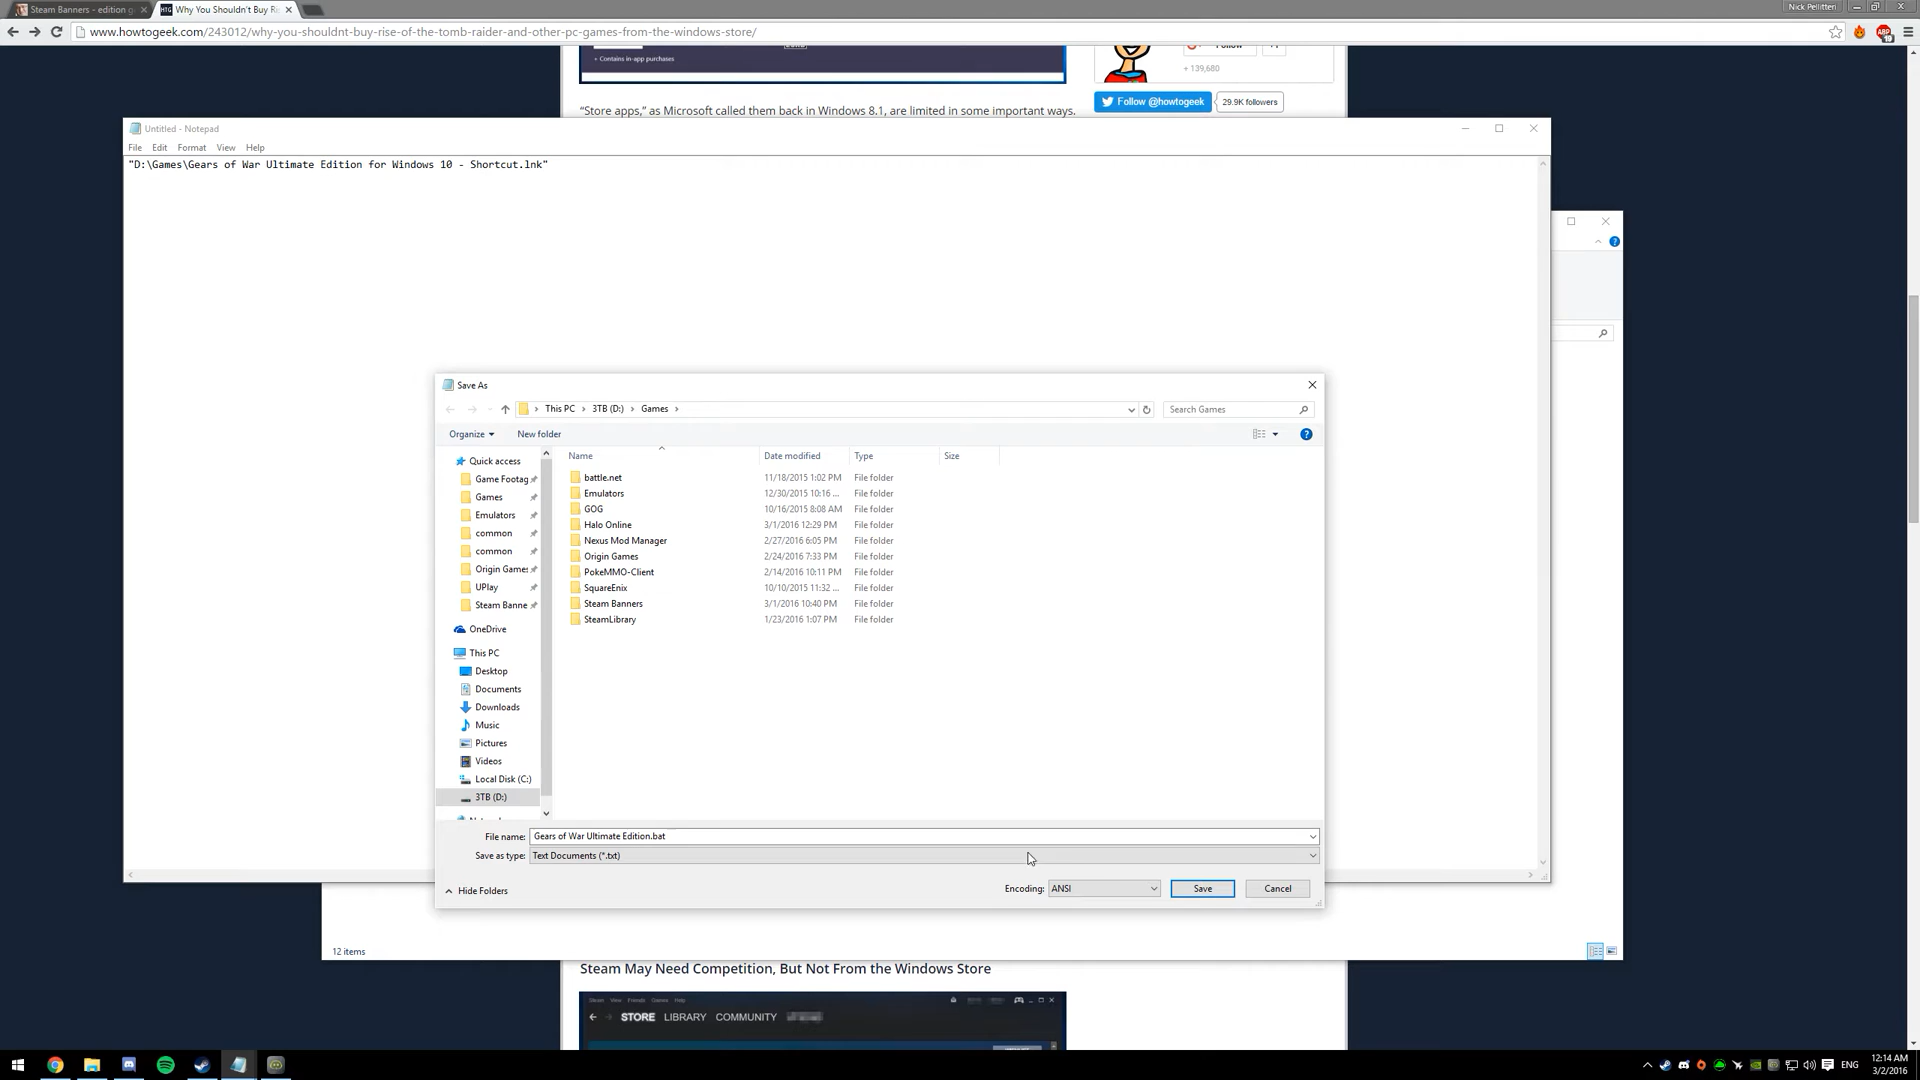 Steam Banners - edition g
Why You Shouldn't Buy Ri
Nick Pellitteri
www.howtogeek.com/243012/why-you-shouldnt-buy-rise-of-the-tomb-raider-and-other-pc-games-from-the-windows-store/
+ Contains in-app purchases
Follow
+1
+ 139,680
Follow @howtogeek
29.9K followers
“Store apps,” as Microsoft called them back in Windows 8.1, are limited in some important ways.
Untitled - Notepad
File Edit Format View Help
"D:\Games\Gears of War Ultimate Edition for Windows 10 - Shortcut.lnk"
Save As
This PC > 3TB (D:) > Games >
Search Games
Organize
New folder
Name Date modified Type Size
Quick access
Game Footag
Games
Emulators
common
common
Origin Games
UPlay
Steam Banne
OneDrive
This PC
Desktop
Documents
Downloads
Music
Pictures
Videos
Local Disk (C:)
3TB (D:)
battle.net 11/18/2015 1:02 PM File folder
Emulators 12/30/2015 10:16 ... File folder
GOG 10/16/2015 8:08 AM File folder
Halo Online 3/1/2016 12:29 PM File folder
Nexus Mod Manager 2/27/2016 6:05 PM File folder
Origin Games 2/24/2016 7:33 PM File folder
PokeMMO-Client 2/14/2016 10:11 PM File folder
SquareEnix 10/10/2015 11:32 ... File folder
Steam Banners 3/1/2016 10:40 PM File folder
SteamLibrary 1/23/2016 1:07 PM File folder
File name: Gears of War Ultimate Edition.bat
Save as type: Text Documents (*.txt)
Hide Folders
Encoding: ANSI
Save
Cancel
12 items
Steam May Need Competition, But Not From the Windows Store
Steam View Friends Games Help
STORE LIBRARY COMMUNITY
ENG
12:14 AM
3/2/2016